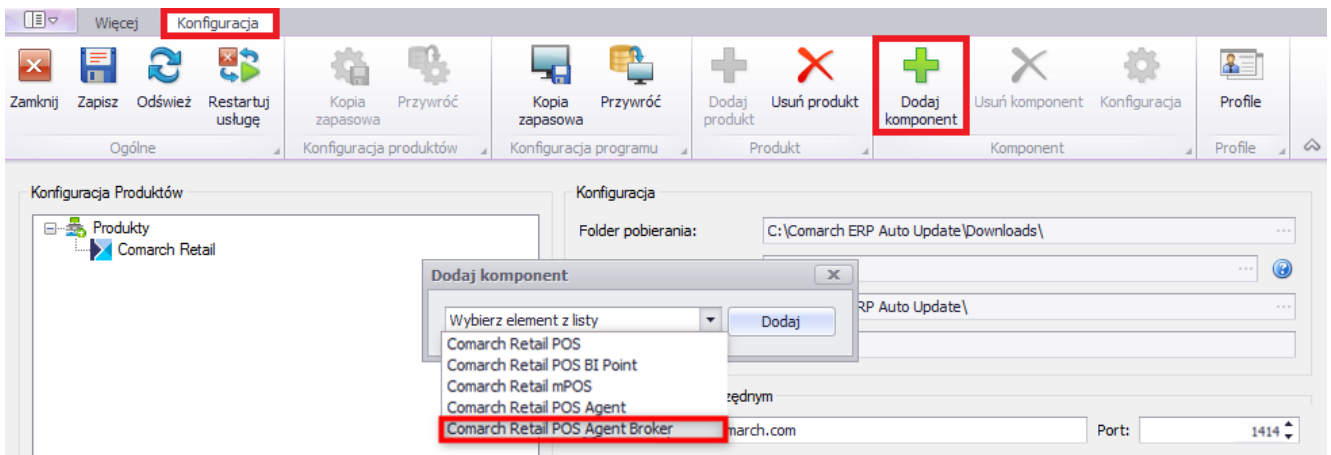 Więcej Konfiguracja
Zamknij Zapisz Odśwież Restartuj usługę Kopia zapasowa Przywróć Kopia zapasowa Przywróć Dodaj produkt Usuń produkt Dodaj komponent Usuń komponent Konfiguracja Profile
Ogólne Konfiguracja produktów Konfiguracja programu Produkt Komponent Profile
Konfiguracja Produktów
Produkty
Comarch Retail
Konfiguracja
Folder pobierania: C:\Comarch ERP Auto Update\Downloads\
Dodaj komponent
Wybierz element z listy Dodaj
Comarch Retail POS
Comarch Retail POS BI Point
Comarch Retail mPOS
Comarch Retail POS Agent
Comarch Retail POS Agent Broker
RP Auto Update\
zędnym
march.com Port: 1414